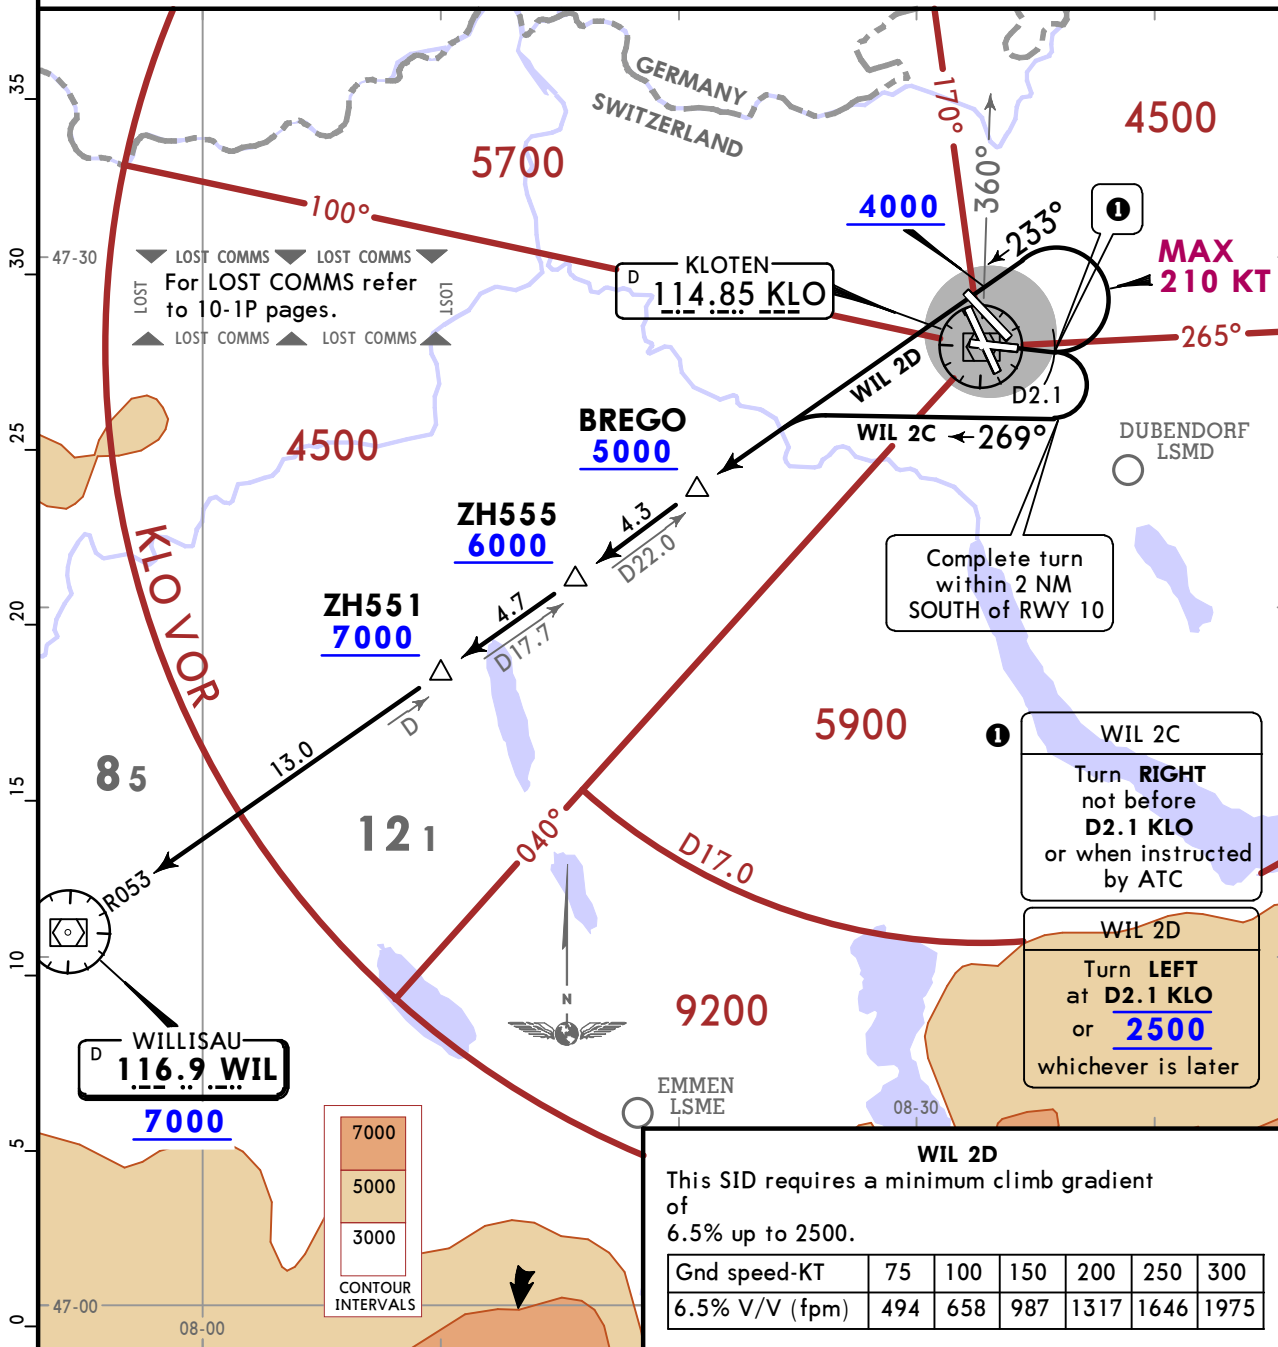 35
GERMANY
SWITZERLAND
170°
360°
4500
5700
100°
4000
233°
❶
MAX
210 KT
30
47-30
LOST COMMS LOST COMMS
LOST
For LOST COMMS refer
to 10-1P pages.
LOST
LOST COMMS LOST COMMS
KLOTEN
D 114.85 KLO
265°
WIL 2D
D2.1
25
4500
BREGO
5000
WIL 2C
269°
DUBENDORF
LSMD
ZH555
6000
4.3
D22.0
Complete turn
within 2 NM
SOUTH of RWY 10
KLO VOR
20
ZH551
7000
4.7
D17.7
D
5900
13.0
❶
WIL 2C
Turn RIGHT
not before
D2.1 KLO
or when instructed
by ATC
15
85
121
040°
D17.0
R053
WIL 2D
Turn LEFT
at D2.1 KLO
or 2500
whichever is later
10
N
9200
WILLISAU
D 116.9 WIL
7000
EMMEN
LSME
08-30
5
7000
5000
3000
CONTOUR
INTERVALS
WIL 2D
This SID requires a minimum climb gradient
of
6.5% up to 2500.
Gnd speed-KT 75 100 150 200 250 300
6.5% V/V (fpm) 494 658 987 1317 1646 1975
47-00
0
08-00